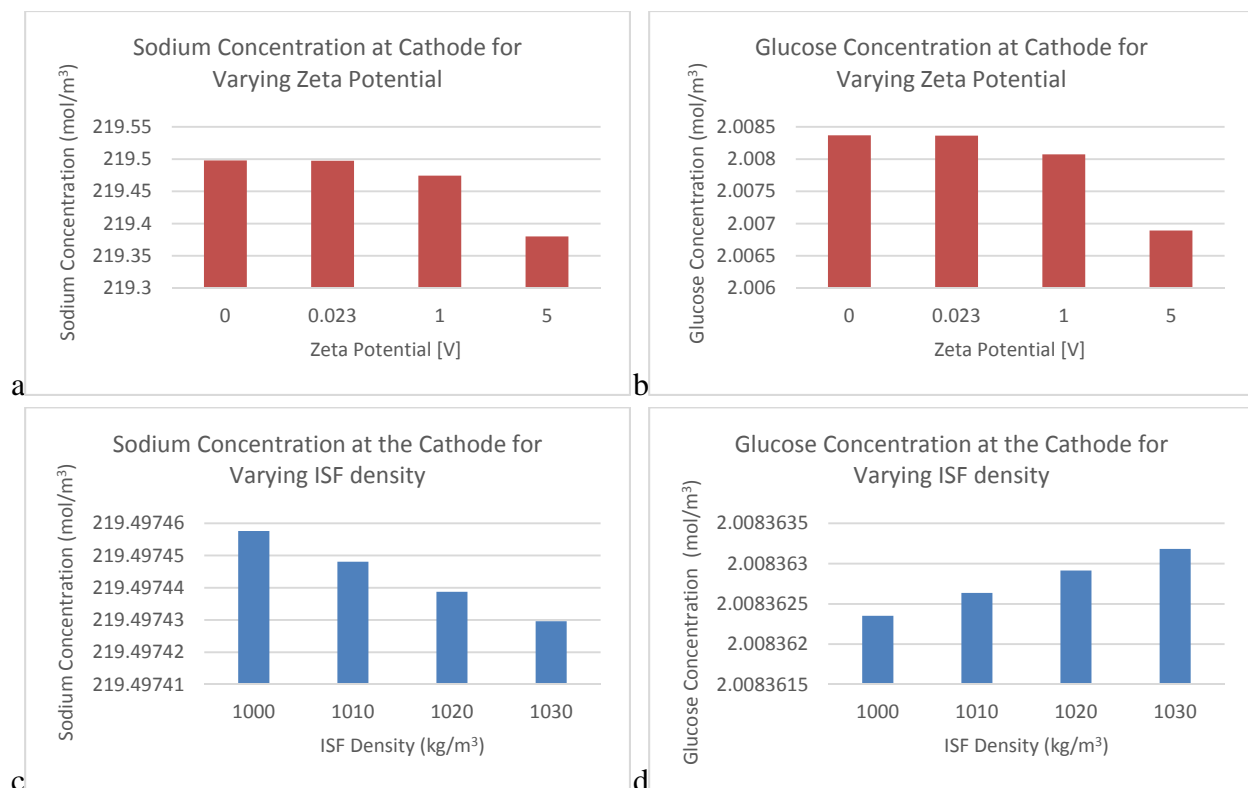 Sodium Concentration at Cathode for
Varying Zeta Potential
Sodium Concentration (mol/m³)
219.55
219.5
219.45
219.4
219.35
219.3
0 0.023 1 5
Zeta Potential [V]
a
Glucose Concentration at Cathode for
Varying Zeta Potential
Glucose Concentration (mol/m³)
2.0085
2.008
2.0075
2.007
2.0065
2.006
0 0.023 1 5
Zeta Potential [V]
b
Sodium Concentration at the Cathode for
Varying ISF density
Sodium Concentration (mol/m³)
219.49746
219.49745
219.49744
219.49743
219.49742
219.49741
1000 1010 1020 1030
ISF Density (kg/m³)
c
Glucose Concentration at the Cathode for
Varying ISF density
Glucose Concentration (mol/m³)
2.0083635
2.008363
2.0083625
2.008362
2.0083615
1000 1010 1020 1030
ISF Density (kg/m³)
d